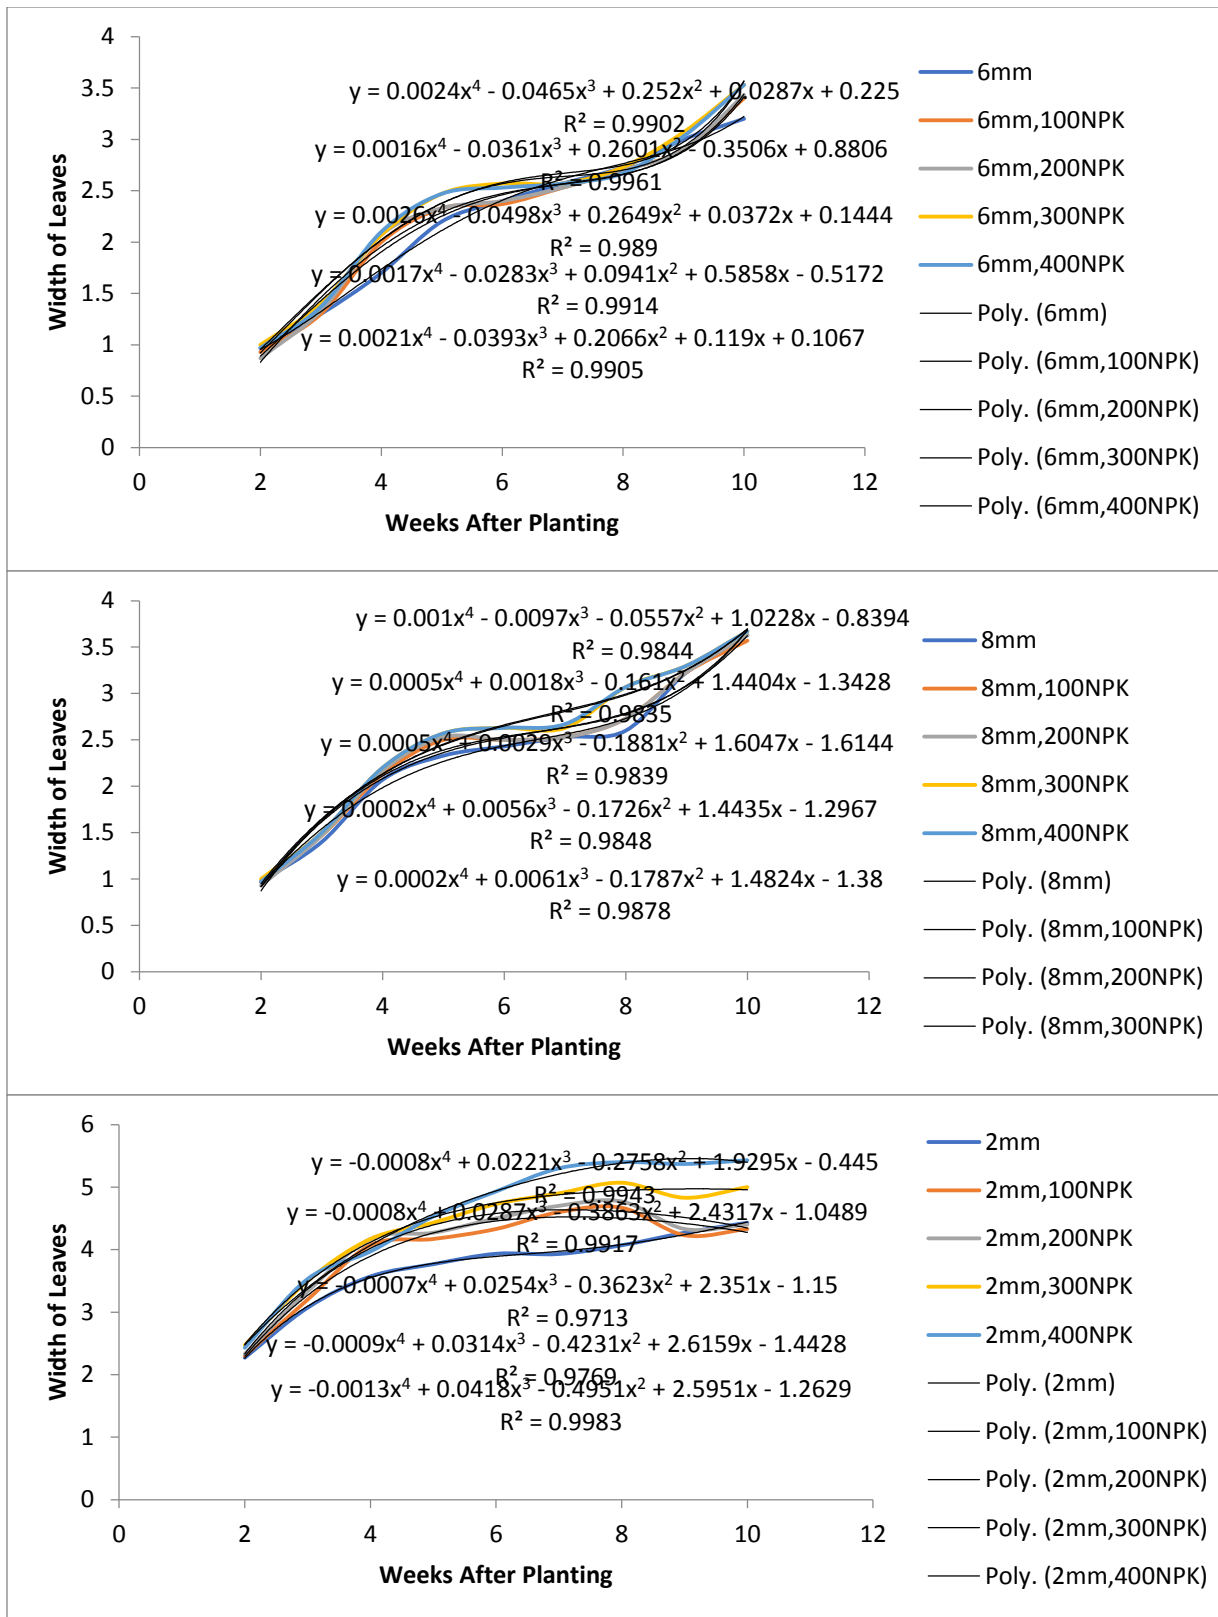 4
3.5
3
2.5
2
1.5
1
0.5
0
0
2
4
6
8
10
12
Width of Leaves
Weeks After Planting
y = 0.0024x⁴ - 0.0465x³ + 0.252x² + 0.0287x + 0.225
R² = 0.9902
y = 0.0016x⁴ - 0.0361x³ + 0.2601x² - 0.3506x + 0.8806
R² = 0.9961
y = 0.0026x⁴ - 0.0498x³ + 0.2649x² + 0.0372x + 0.1444
R² = 0.989
y = 0.0017x⁴ - 0.0283x³ + 0.0941x² + 0.5858x - 0.5172
R² = 0.9914
y = 0.0021x⁴ - 0.0393x³ + 0.2066x² + 0.119x + 0.1067
R² = 0.9905
6mm
6mm,100NPK
6mm,200NPK
6mm,300NPK
6mm,400NPK
Poly. (6mm)
Poly. (6mm,100NPK)
Poly. (6mm,200NPK)
Poly. (6mm,300NPK)
Poly. (6mm,400NPK)
4
3.5
3
2.5
2
1.5
1
0.5
0
0
2
4
6
8
10
12
Width of Leaves
Weeks After Planting
y = 0.001x⁴ - 0.0097x³ - 0.0557x² + 1.0228x - 0.8394
R² = 0.9844
y = 0.0005x⁴ + 0.0018x³ - 0.161x² + 1.4404x - 1.3428
R² = 0.9835
y = 0.0005x⁴ + 0.0029x³ - 0.1881x² + 1.6047x - 1.6144
R² = 0.9839
y = 0.0002x⁴ + 0.0056x³ - 0.1726x² + 1.4435x - 1.2967
R² = 0.9848
y = 0.0002x⁴ + 0.0061x³ - 0.1787x² + 1.4824x - 1.38
R² = 0.9878
8mm
8mm,100NPK
8mm,200NPK
8mm,300NPK
8mm,400NPK
Poly. (8mm)
Poly. (8mm,100NPK)
Poly. (8mm,200NPK)
Poly. (8mm,300NPK)
6
5
4
3
2
1
0
0
2
4
6
8
10
12
Width of Leaves
Weeks After Planting
y = -0.0008x⁴ + 0.0221x³ - 0.2758x² + 1.9295x - 0.445
R² = 0.9943
y = -0.0008x⁴ + 0.0287x³ - 0.3863x² + 2.4317x - 1.0489
R² = 0.9917
y = -0.0007x⁴ + 0.0254x³ - 0.3623x² + 2.351x - 1.15
R² = 0.9713
y = -0.0009x⁴ + 0.0314x³ - 0.4231x² + 2.6159x - 1.4428
R² = 0.9769
y = -0.0013x⁴ + 0.0418x³ - 0.4951x² + 2.5951x - 1.2629
R² = 0.9983
2mm
2mm,100NPK
2mm,200NPK
2mm,300NPK
2mm,400NPK
Poly. (2mm)
Poly. (2mm,100NPK)
Poly. (2mm,200NPK)
Poly. (2mm,300NPK)
Poly. (2mm,400NPK)